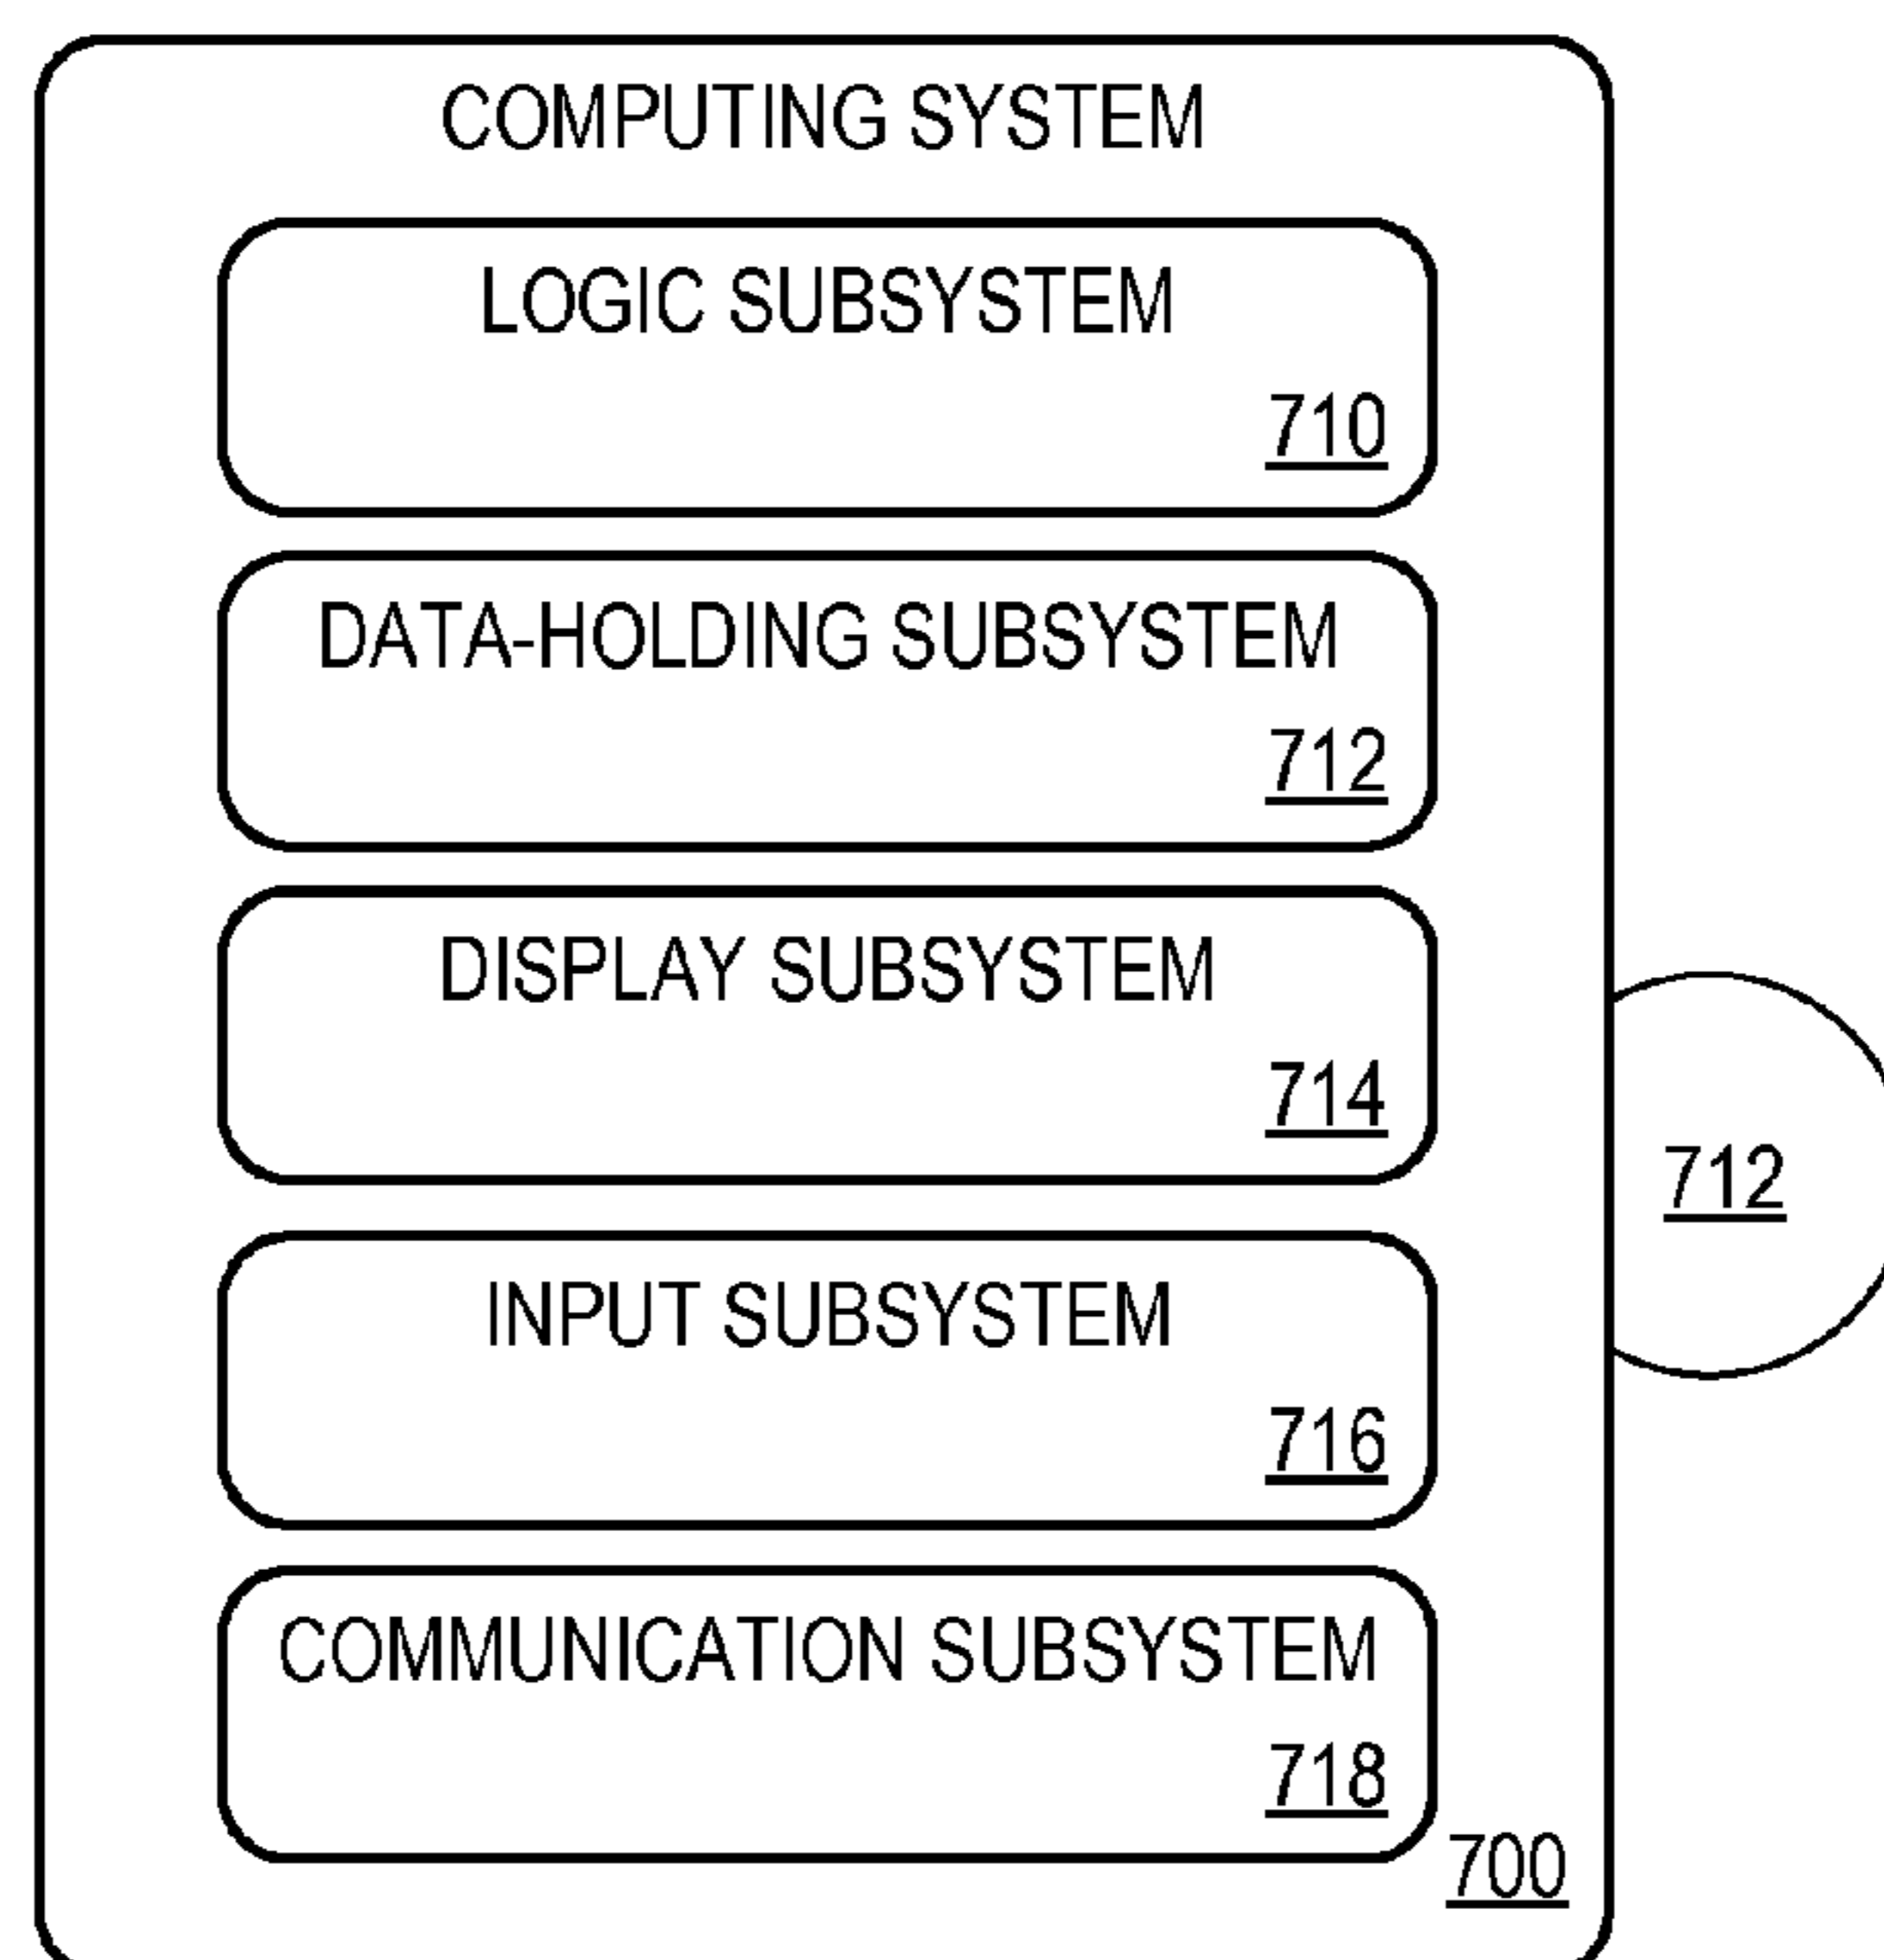 COMPUTING SYSTEM
LOGIC SUBSYSTEM
710
DATA-HOLDING SUBSYSTEM
712
DISPLAY SUBSYSTEM
714
712
INPUT SUBSYSTEM
716
COMMUNICATION SUBSYSTEM
718
700